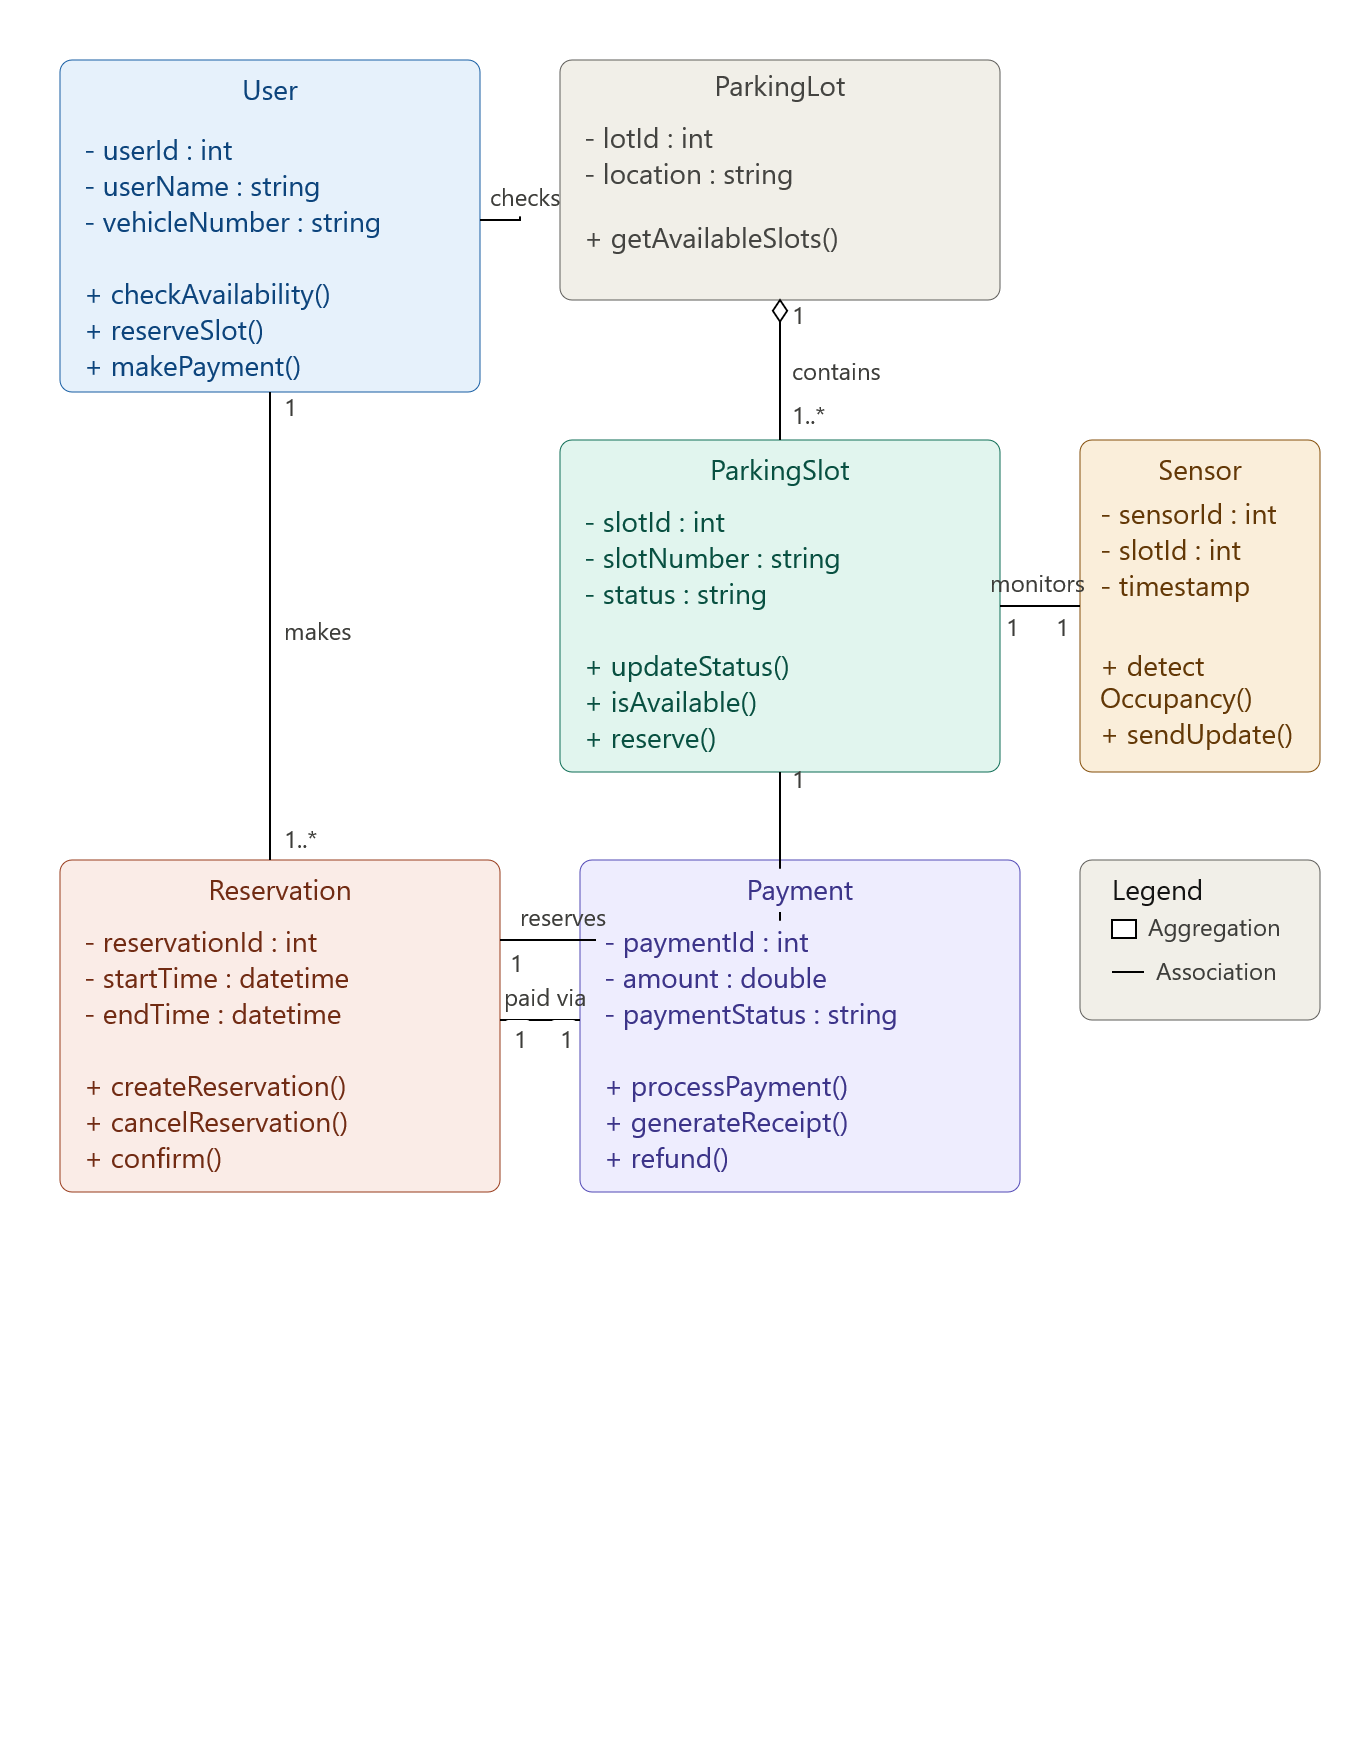 User
- userId : int
- userName : string
- vehicleNumber : string
+ checkAvailability()
+ reserveSlot()
+ makePayment()
checks
ParkingLot
- lotId : int
- location : string
+ getAvailableSlots()
1
contains
1..*
1
makes
1..*
ParkingSlot
- slotId : int
- slotNumber : string
- status : string
+ updateStatus()
+ isAvailable()
+ reserve()
monitors
1
1
Sensor
- sensorId : int
- slotId : int
- timestamp
+ detect
Occupancy()
+ sendUpdate()
1
Reservation
- reservationId : int
- startTime : datetime
- endTime : datetime
+ createReservation()
+ cancelReservation()
+ confirm()
reserves
1
paid via
1
1
Payment
- paymentId : int
- amount : double
- paymentStatus : string
+ processPayment()
+ generateReceipt()
+ refund()
Legend
Aggregation
Association